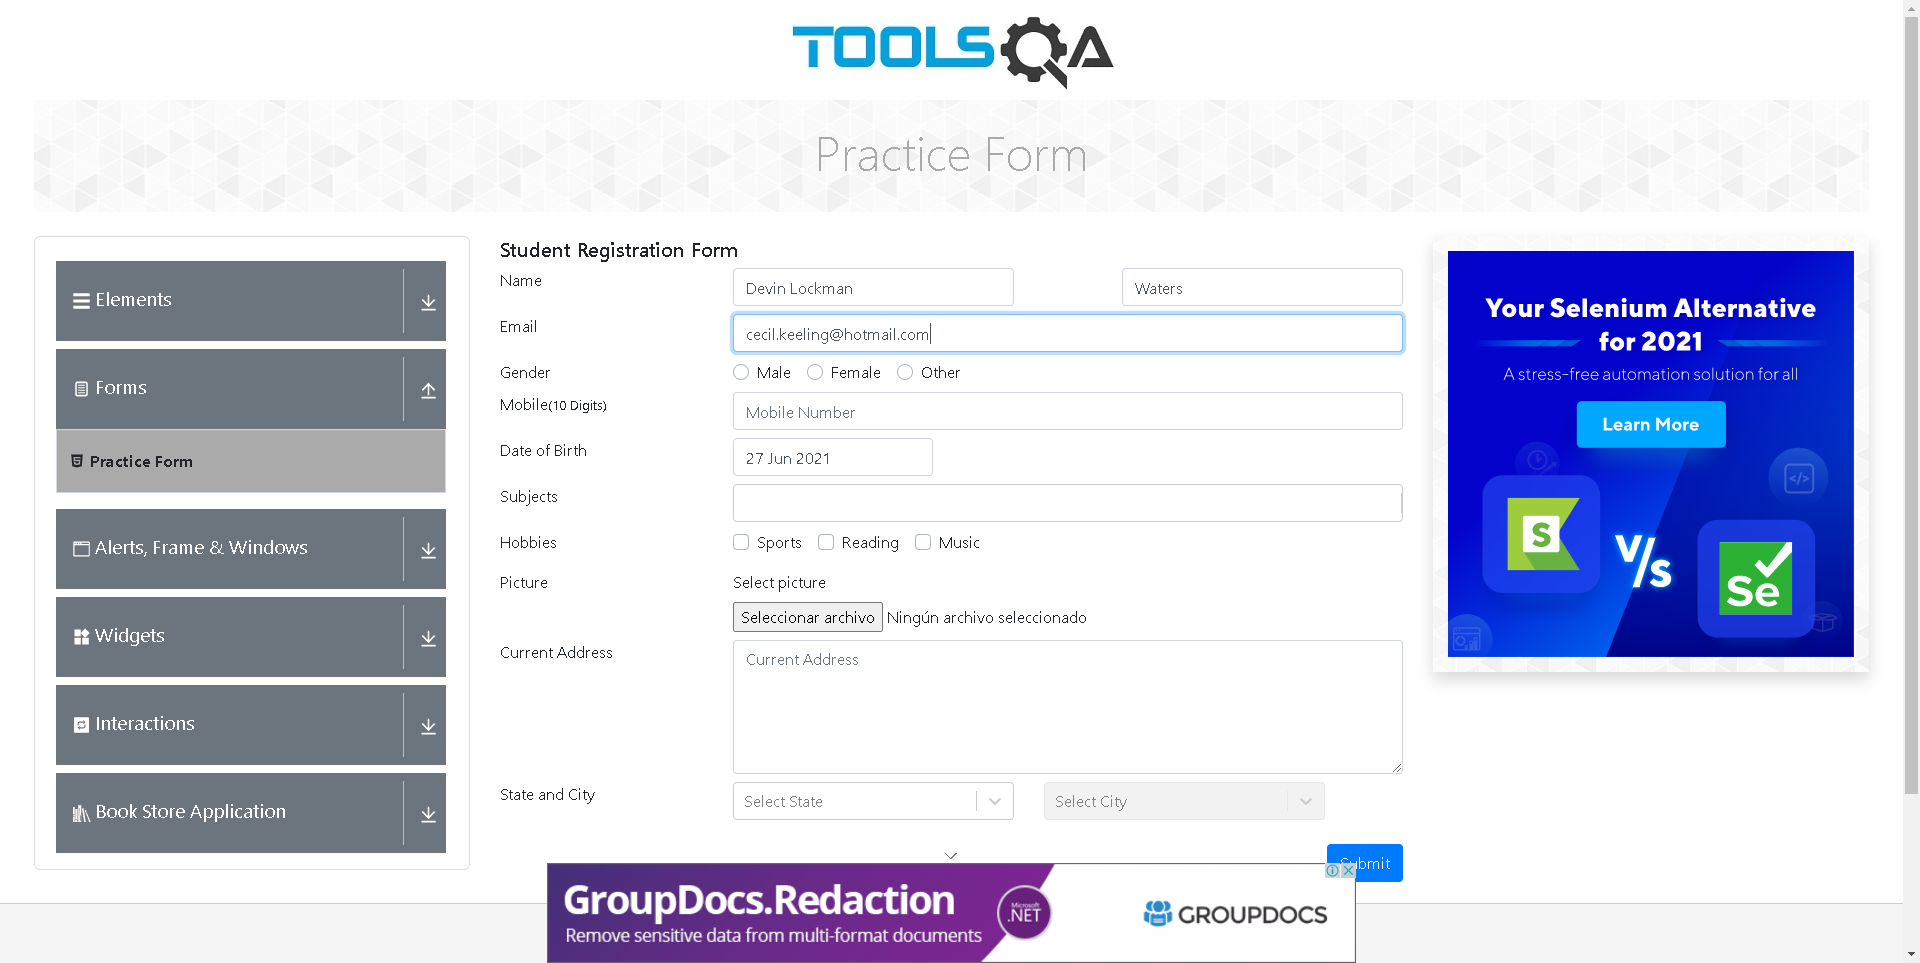 TOOLSQA
Practice Form
Elements
Forms
Practice Form
Alerts, Frame & Windows
Widgets
Interactions
Book Store Application
Student Registration Form
Name
Devin Lockman
Waters
Email
cecil.keeling@hotmail.com
Gender
Male
Female
Other
Mobile(10 Digits)
Mobile Number
Date of Birth
27 Jun 2021
Subjects
Hobbies
Sports
Reading
Music
Picture
Select picture
Seleccionar archivo
Ningún archivo seleccionado
Current Address
Current Address
State and City
Select State
Select City
Submit
Your Selenium Alternative
for 2021
A stress-free automation solution for all
Learn More
S
V/s
Se
GroupDocs.Redaction
Remove sensitive data from multi-format documents
Microsoft
.NET
GROUPDOCS